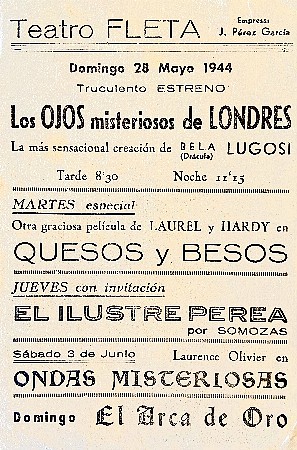 Teatro FLETA
Empresa:
J. Pérez García
Domingo 28 Mayo 1944
Truculento ESTRENO
Los OJOS misteriosos de LONDRES
La más sensacional creación de BELA LUGOSI
(Drácula)
Tarde 8'30 Noche 11'15
MARTES especial
Otra graciosa película de LAUREL y HARDY en
QUESOS y BESOS
JUEVES con invitación
EL ILUSTRE PEREA
por SOMOZAS
Sábado 3 de Junio Laurence Olivier en
ONDAS MISTERIOSAS
Domingo El Arca de Oro